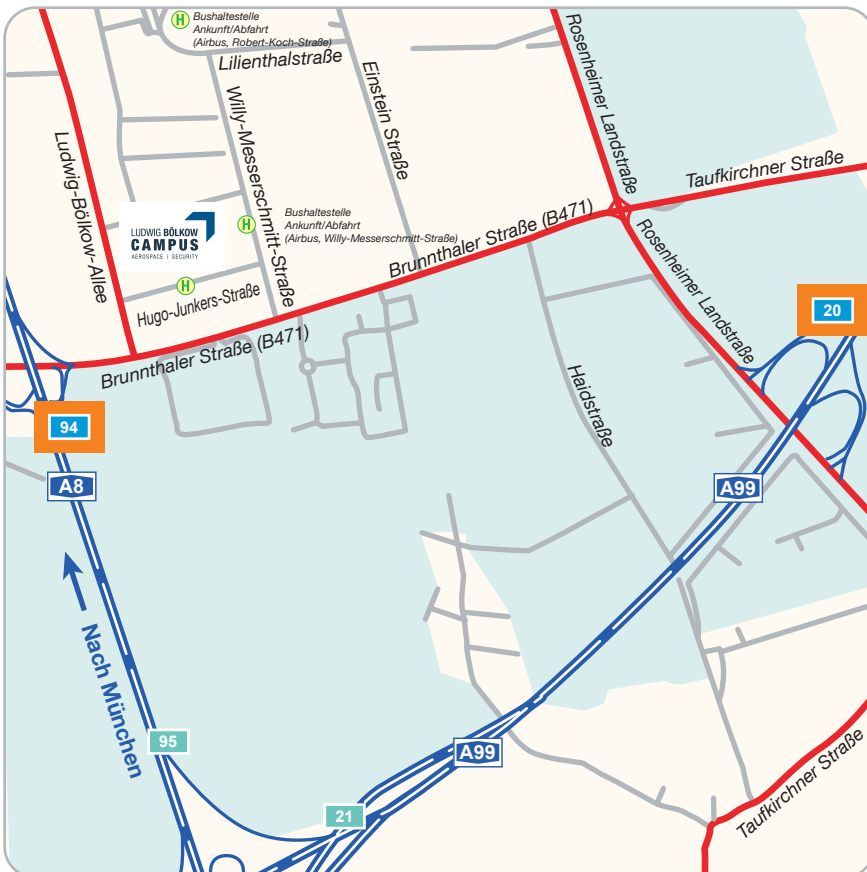 H
Bushaltestelle
Ankunft/Abfahrt
(Airbus, Robert-Koch-Straße)
Lilienthalstraße
Einstein Straße
Willy-Messerschmitt-Straße
Ludwig-Bölkow-Allee
Rosenheimer Landstraße
Taufkirchner Straße
LUDWIG BÖLKOW
CAMPUS
AEROSPACE | SECURITY
H
Bushaltestelle
Ankunft/Abfahrt
(Airbus, Willy-Messerschmitt-Straße)
Brunnthaler Straße (B471)
Rosenheimer Landstraße
H
Hugo-Junkers-Straße
20
Brunnthaler Straße (B471)
Haidstraße
94
A8
A99
Nach München
95
A99
21
Taufkirchner Straße